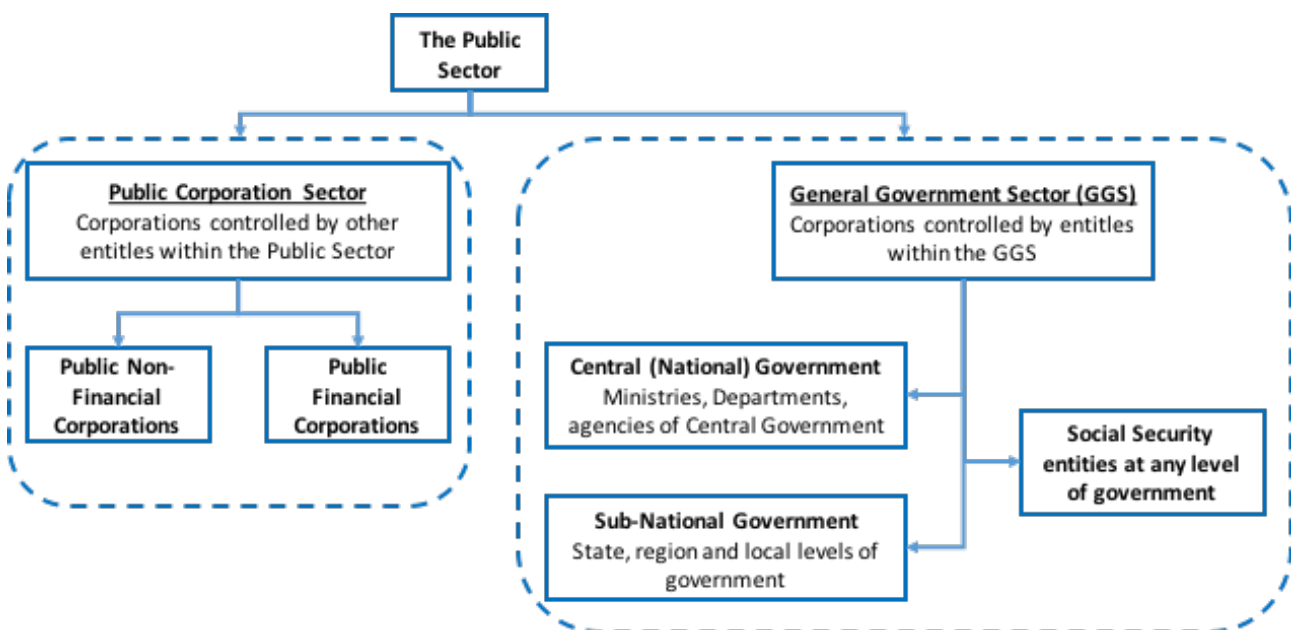 The Public
Sector
Public Corporation Sector
Corporations controlled by other
entitles within the Public Sector
General Government Sector (GGS)
Corporations controlled by entitles
within the GGS
Public Non-
Financial
Corporations
Public
Financial
Corporations
Central (National) Government
Ministries, Departments,
agencies of Central Government
Social Security
entities at any level
of government
Sub-National Government
State, region and local levels of
government